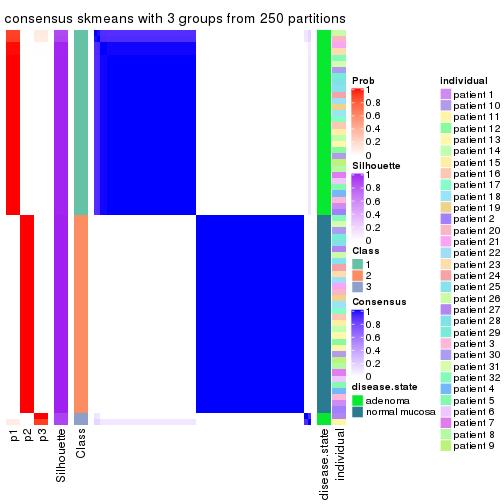 consensus skmeans with 3 groups from 250 partitions
p1
p2
p3
Silhouette
Class
disease.state
individual
Prob
1
0.8
0.6
0.4
0.2
0
Silhouette
1
0.8
0.6
0.4
0.2
0
Class
1
2
3
Consensus
1
0.8
0.6
0.4
0.2
0
disease.state
adenoma
normal mucosa
individual
patient 1
patient 10
patient 11
patient 12
patient 13
patient 14
patient 15
patient 16
patient 17
patient 18
patient 19
patient 2
patient 20
patient 21
patient 22
patient 23
patient 24
patient 25
patient 26
patient 27
patient 28
patient 29
patient 3
patient 30
patient 31
patient 32
patient 4
patient 5
patient 6
patient 7
patient 8
patient 9